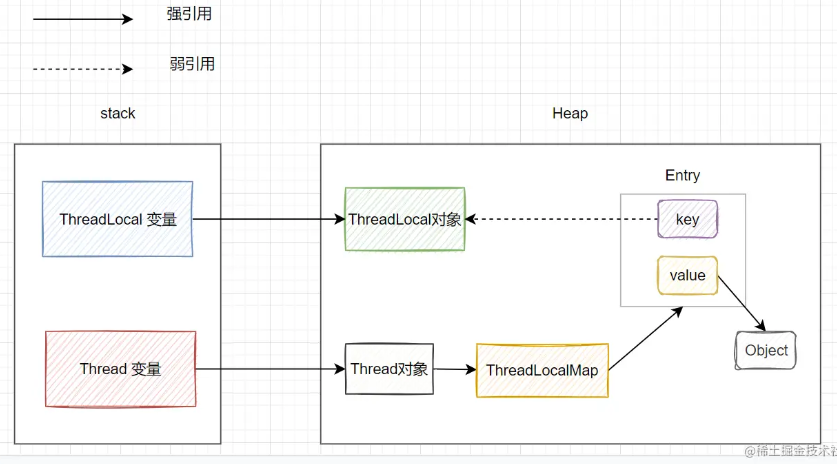 强引用
弱引用
stack
Heap
Entry
ThreadLocal 变量
ThreadLocal对象
key
value
Thread 变量
Thread对象
ThreadLocalMap
Object
@稀土掘金技术社